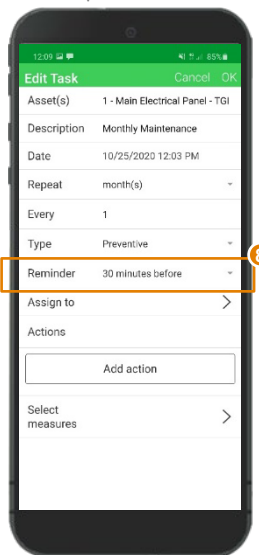 12:09 85%
Edit Task Cancel OK
Asset(s) 1 - Main Electrical Panel - TGI
Description Monthly Maintenance
Date 10/25/2020 12:03 PM
Repeat month(s)
Every 1
Type Preventive
Reminder 30 minutes before
Assign to
Actions
Add action
Select
measures